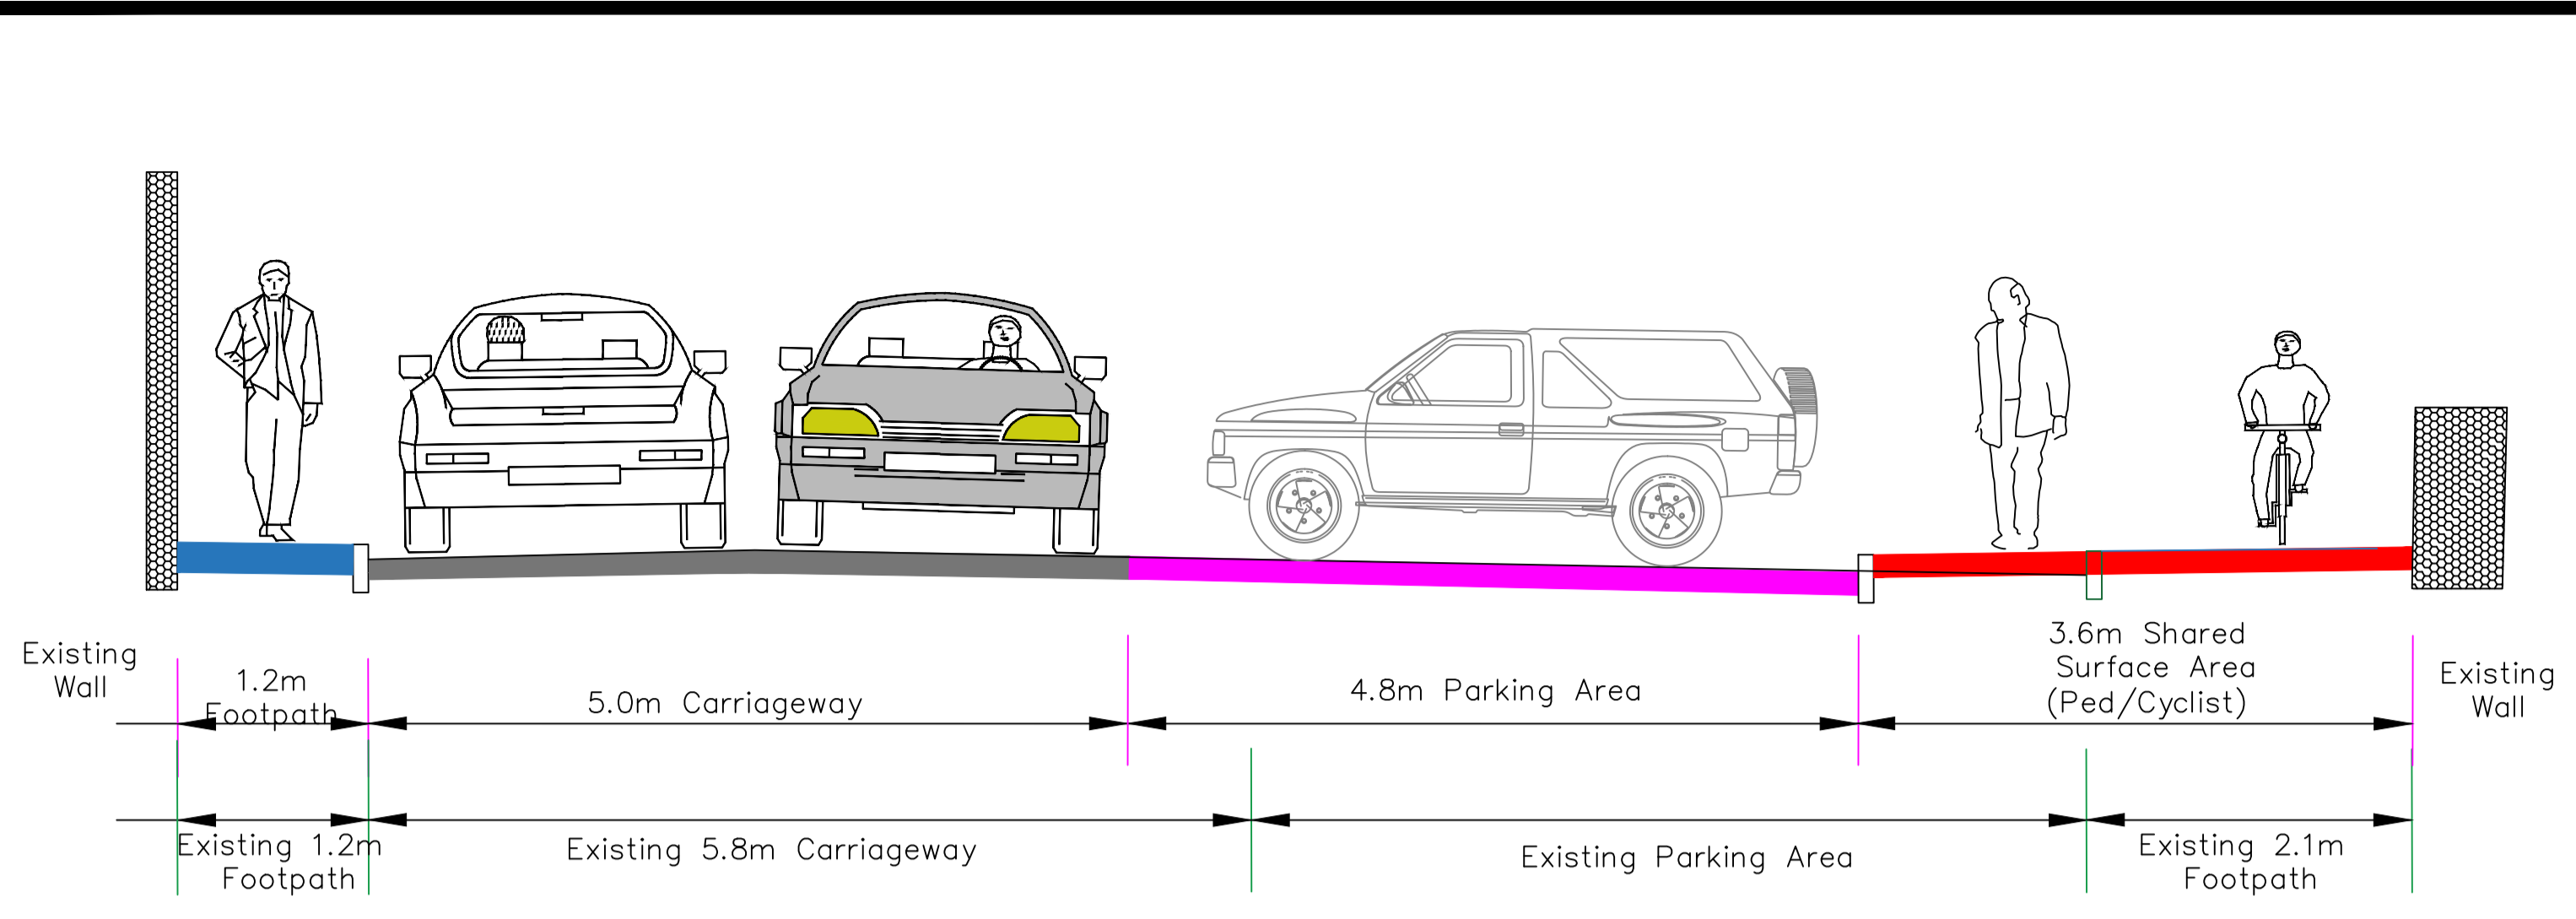 Existing
Wall
1.2m
Footpath
5.0m Carriageway
4.8m Parking Area
3.6m Shared
Surface Area
(Ped/Cyclist)
Existing
Wall
Existing 1.2m
Footpath
Existing 5.8m Carriageway
Existing Parking Area
Existing 2.1m
Footpath